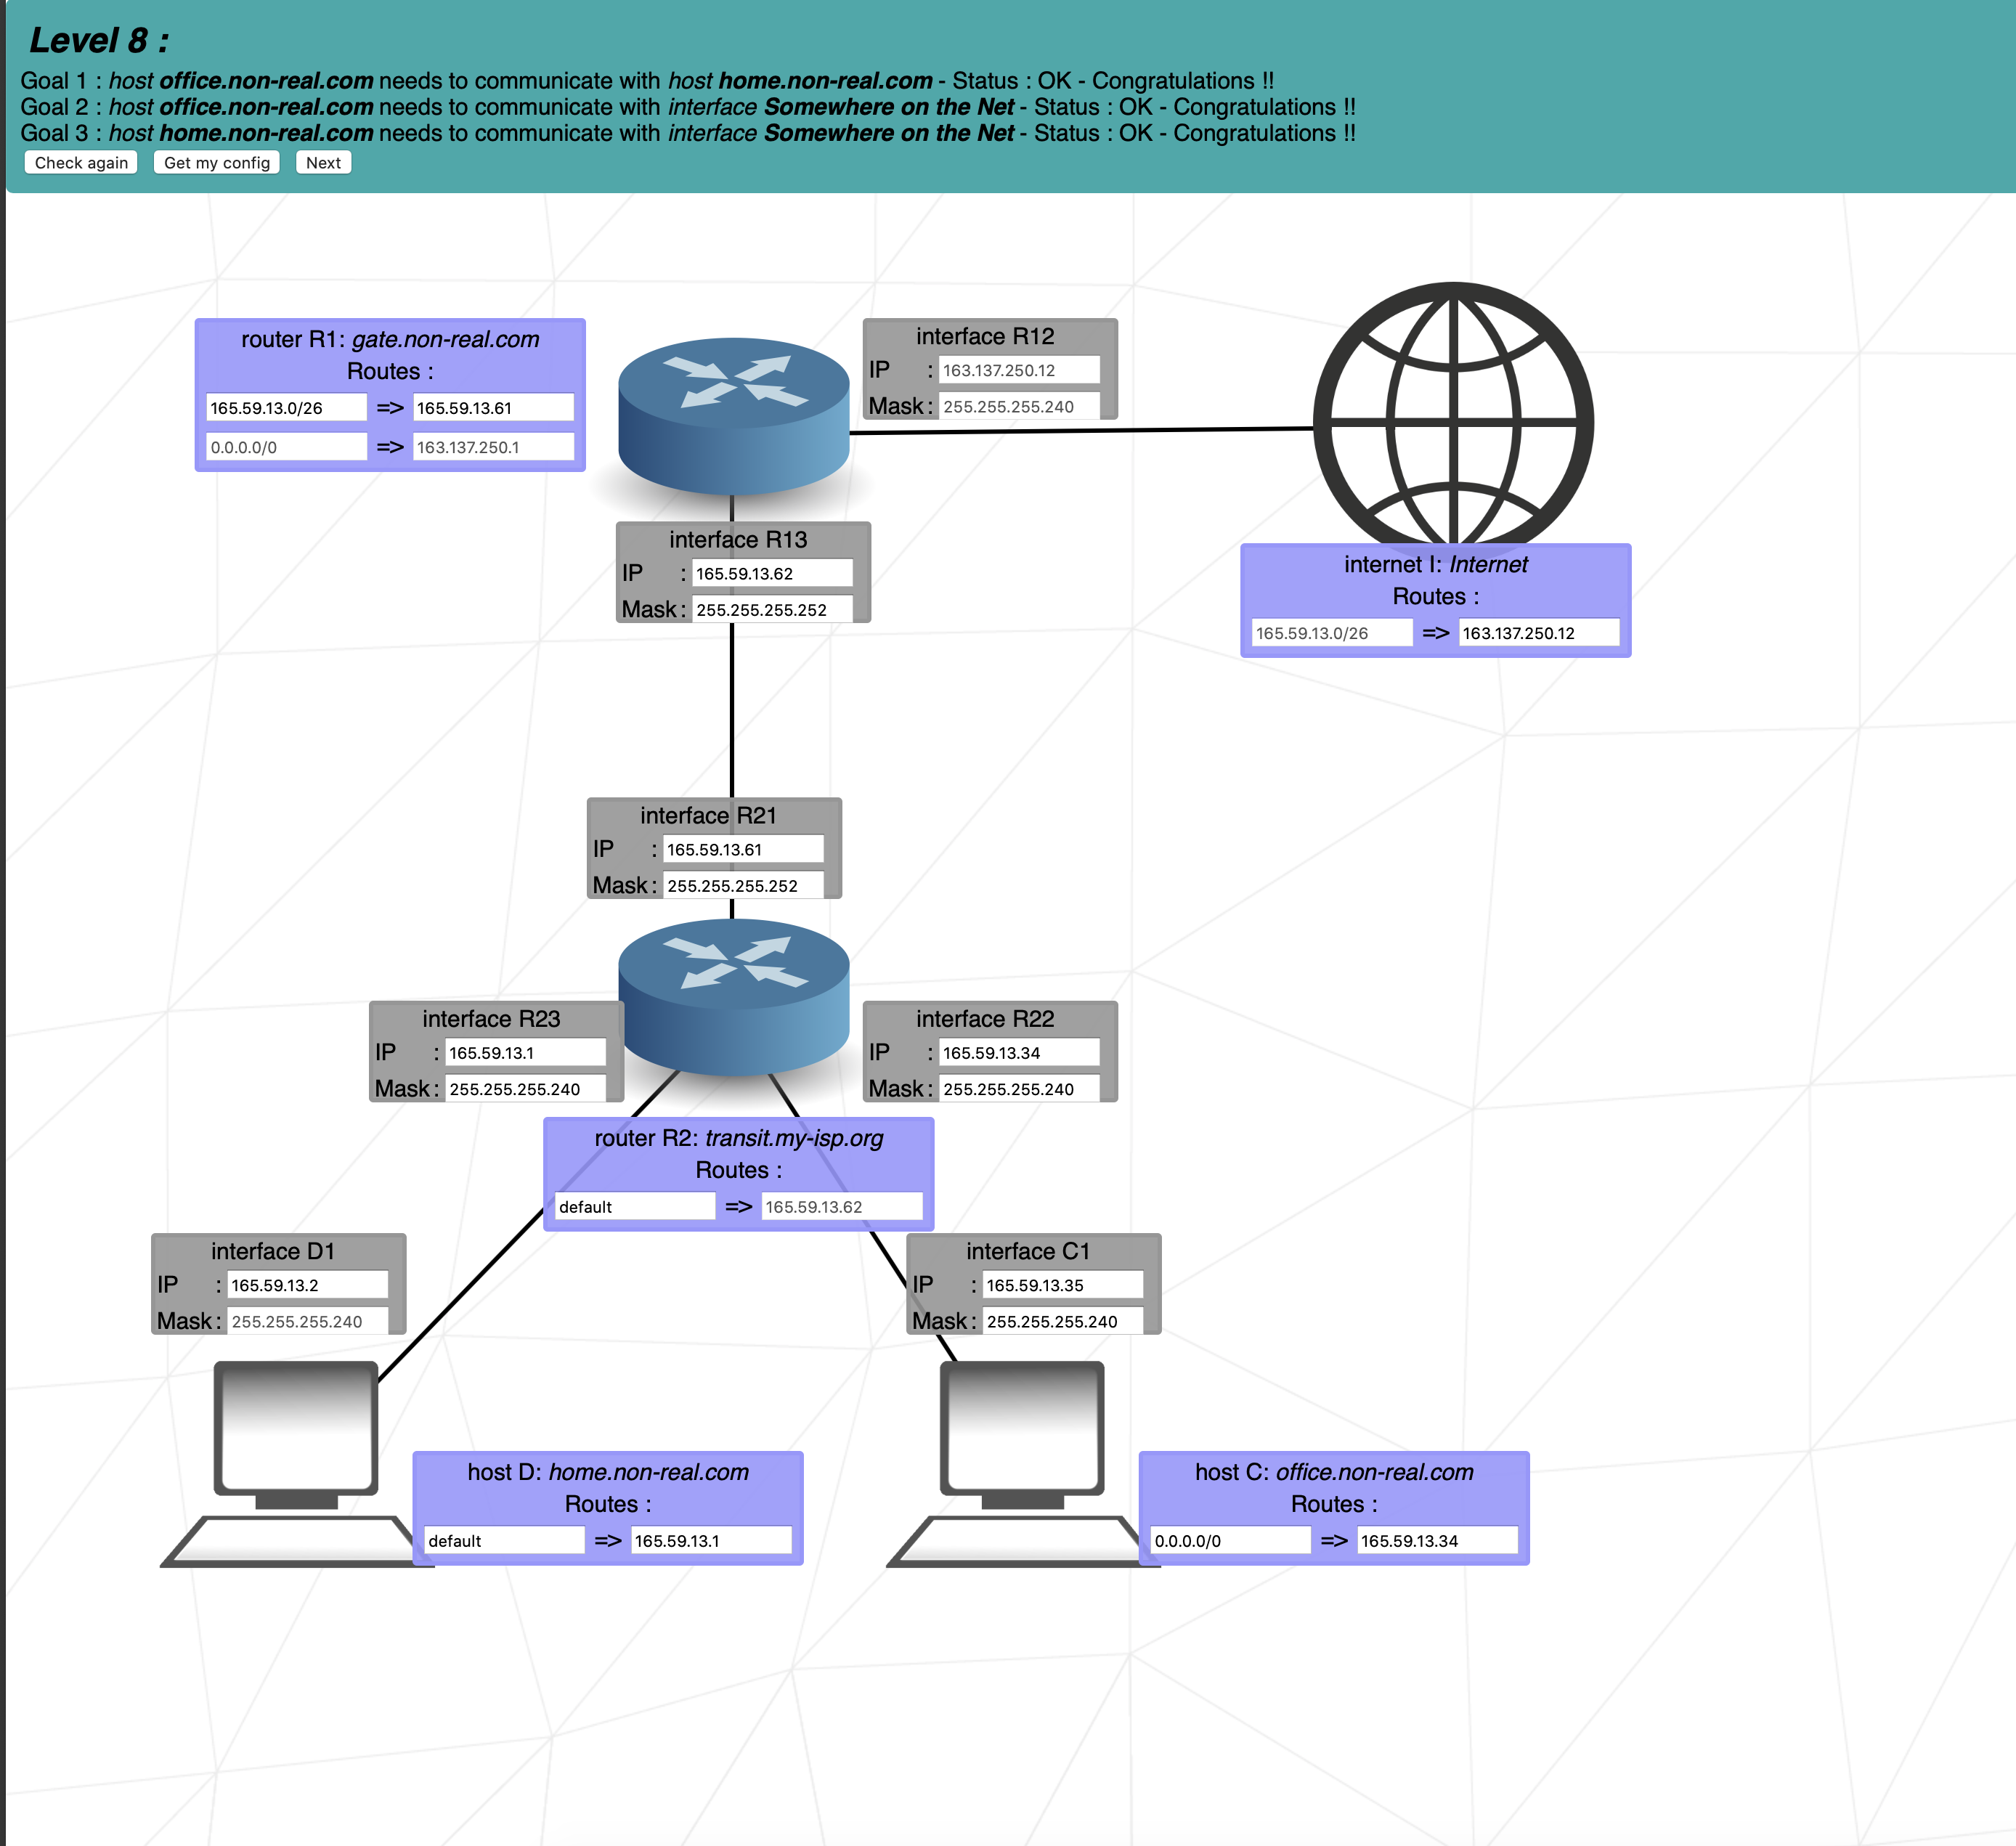 Level 8 :
Goal 1 : host office.non-real.com needs to communicate with host home.non-real.com - Status : OK - Congratulations !!
Goal 2 : host office.non-real.com needs to communicate with interface Somewhere on the Net - Status : OK - Congratulations !!
Goal 3 : host home.non-real.com needs to communicate with interface Somewhere on the Net - Status : OK - Congratulations !!
Check again Get my config Next
router R1: gate.non-real.com
Routes :
165.59.13.0/26 => 165.59.13.61
0.0.0.0/0 => 163.137.250.1
interface R12
IP : 163.137.250.12
Mask : 255.255.255.240
interface R13
IP : 165.59.13.62
Mask : 255.255.255.252
internet I: Internet
Routes :
165.59.13.0/26 => 163.137.250.12
interface R21
IP : 165.59.13.61
Mask : 255.255.255.252
interface R23
IP : 165.59.13.1
Mask : 255.255.255.240
interface R22
IP : 165.59.13.34
Mask : 255.255.255.240
router R2: transit.my-isp.org
Routes :
default => 165.59.13.62
interface D1
IP : 165.59.13.2
Mask : 255.255.255.240
interface C1
IP : 165.59.13.35
Mask : 255.255.255.240
host D: home.non-real.com
Routes :
default => 165.59.13.1
host C: office.non-real.com
Routes :
0.0.0.0/0 => 165.59.13.34